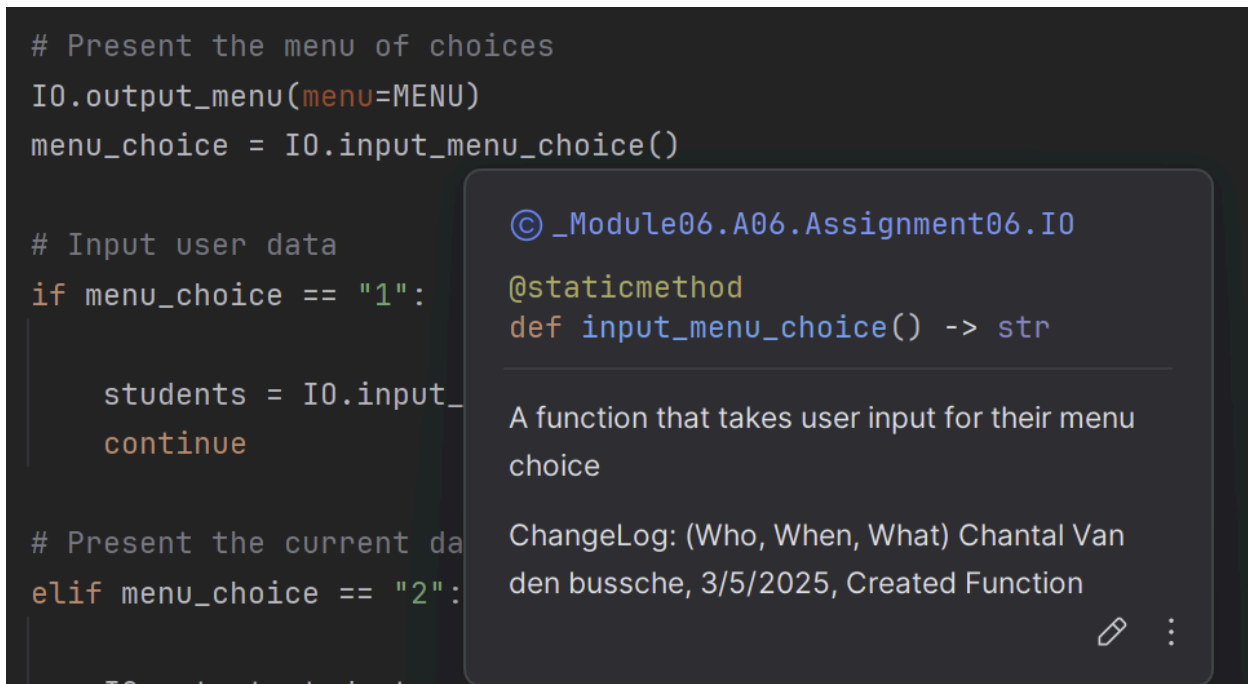 # Present the menu of choices
IO.output_menu(menu=MENU)
menu_choice = IO.input_menu_choice()
# Input user data
if menu_choice == "1":
students = IO.input_
continue
# Present the current da
elif menu_choice == "2":
© _Module06.A06.Assignment06.IO
@staticmethod
def input_menu_choice() -> str
A function that takes user input for their menu
choice
ChangeLog: (Who, When, What) Chantal Van
den bussche, 3/5/2025, Created Function